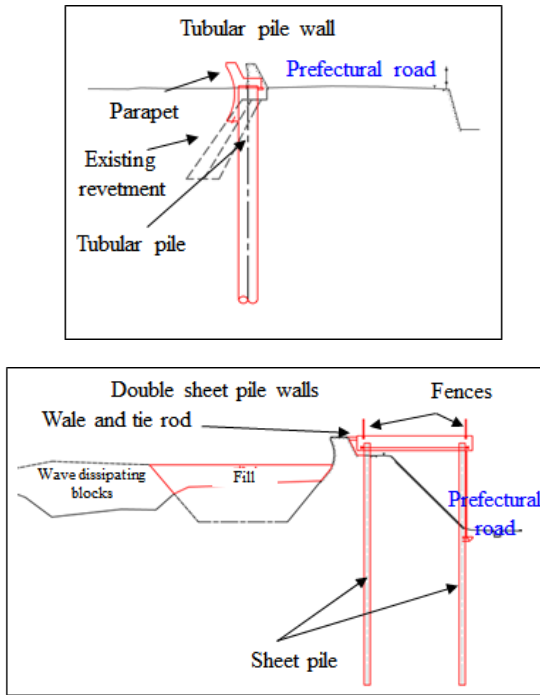 Tubular pile wall
Prefectural road
Parapet
Existing
revetment
Tubular pile
Double sheet pile walls
Fences
Wale and tie rod
Wave dissipating
blocks
Fill
Prefectural
road
Sheet pile